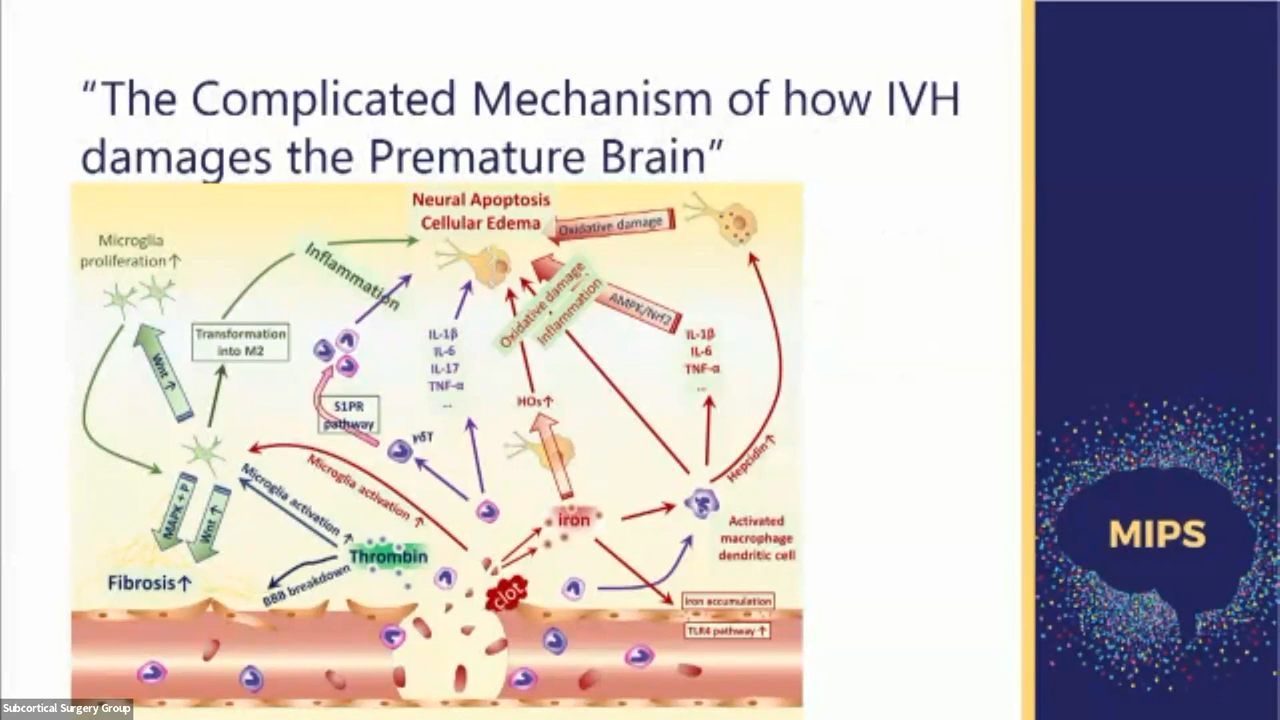 “The Complicated Mechanism of how IVH
damages the Premature Brain”
Neural Apoptosis
Cellular Edema
Oxidative damage
Microglia
proliferation↑
Inflammation
Oxidative damage
Inflammation
AMPK/Nrf2
Transformation
into M2
IL-1β
IL-6
IL-17
TNF-α
...
IL-1β
IL-6
TNF-α
...
Wnt ↑
HOs↑
S1PR
pathway
γδT
Hepcidin↑
Microglia activation ↑
Microglia activation ↑
MAPK + P
Wnt ↑
iron
Activated
macrophage
dendritic cell
Thrombin
Fibrosis↑
BBB breakdown
clot
Iron accumulation
TLR4 pathway ↑
MIPS
Subcortical Surgery Group